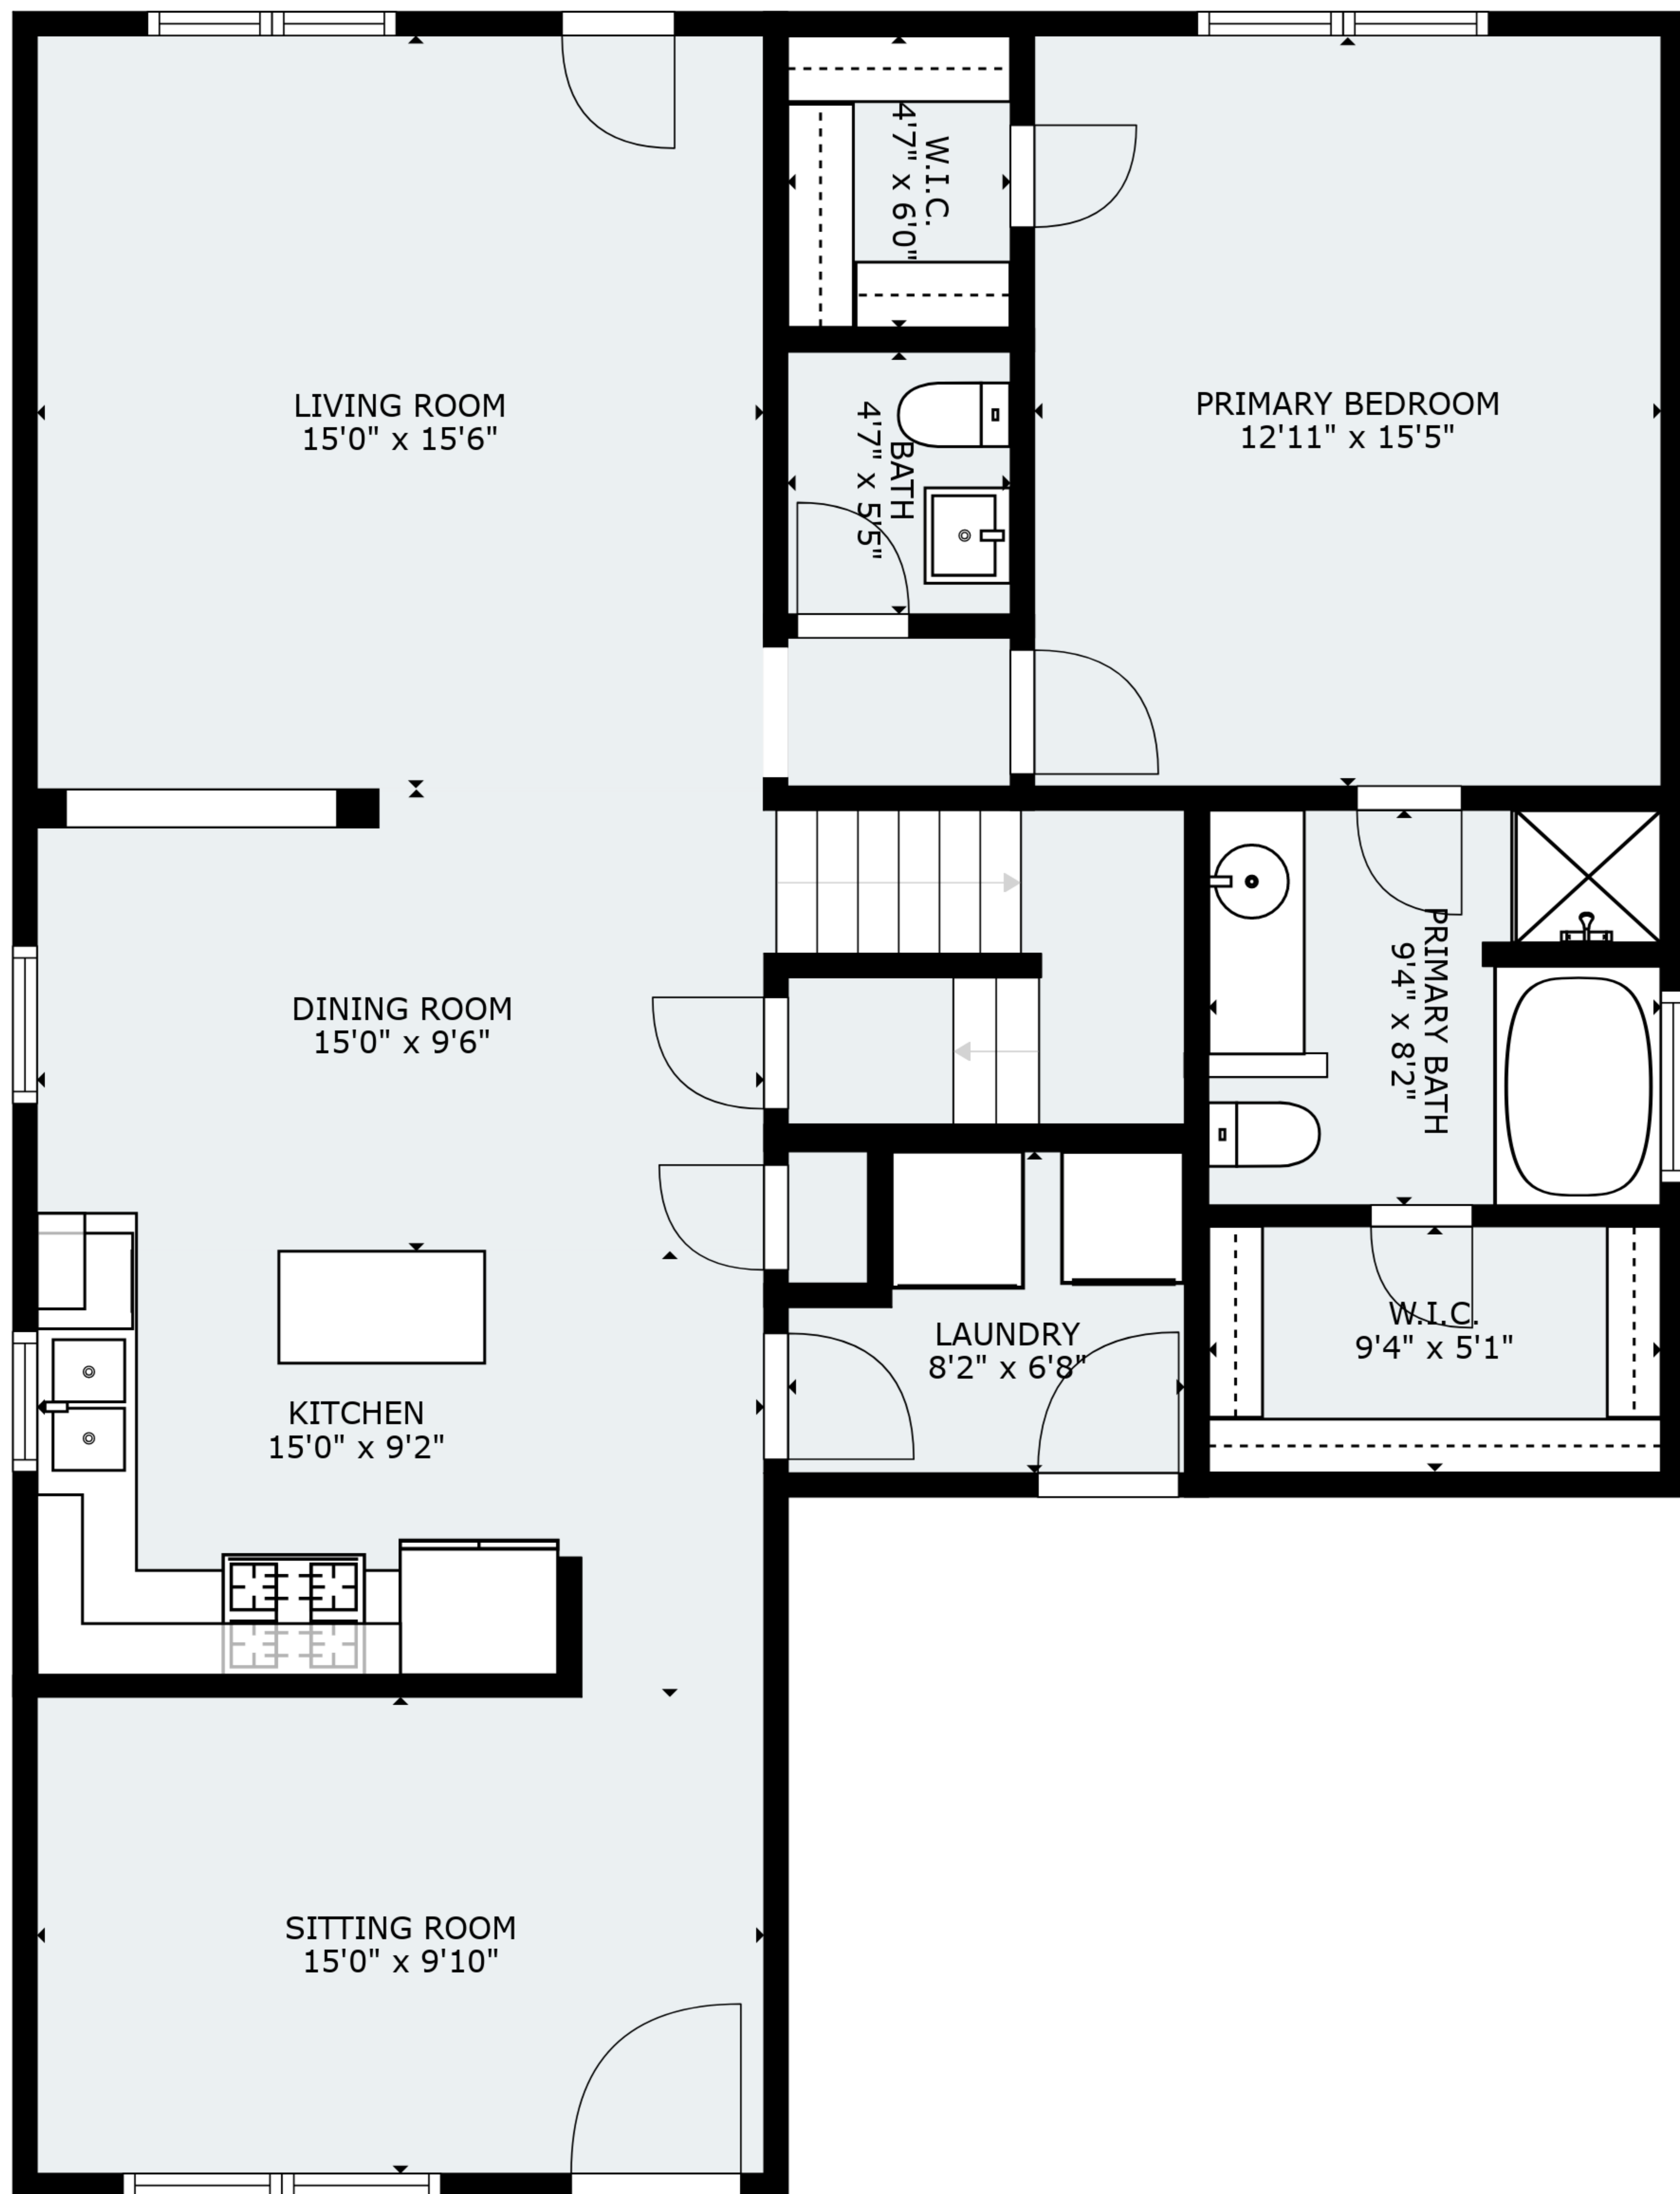 W.I.C.
4'7" x 6'0"
LIVING ROOM
15'0" x 15'6"
BATH
4'7" x 5'5"
PRIMARY BEDROOM
12'11" x 15'5"
DINING ROOM
15'0" x 9'6"
PRIMARY BATH
9'4" x 8'2"
KITCHEN
15'0" x 9'2"
LAUNDRY
8'2" x 6'8"
W.I.C.
9'4" x 5'1"
SITTING ROOM
15'0" x 9'10"